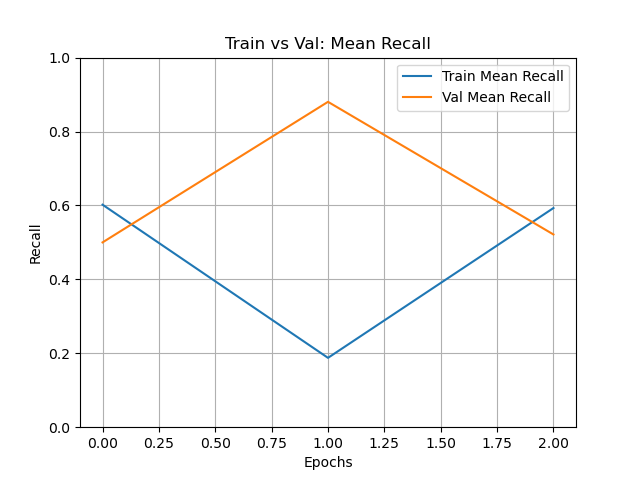 Train vs Val: Mean Recall
1.0
0.8
0.6
0.4
0.2
0.0
Recall
Train Mean Recall
Val Mean Recall
0.00 0.25 0.50 0.75 1.00 1.25 1.50 1.75 2.00
Epochs